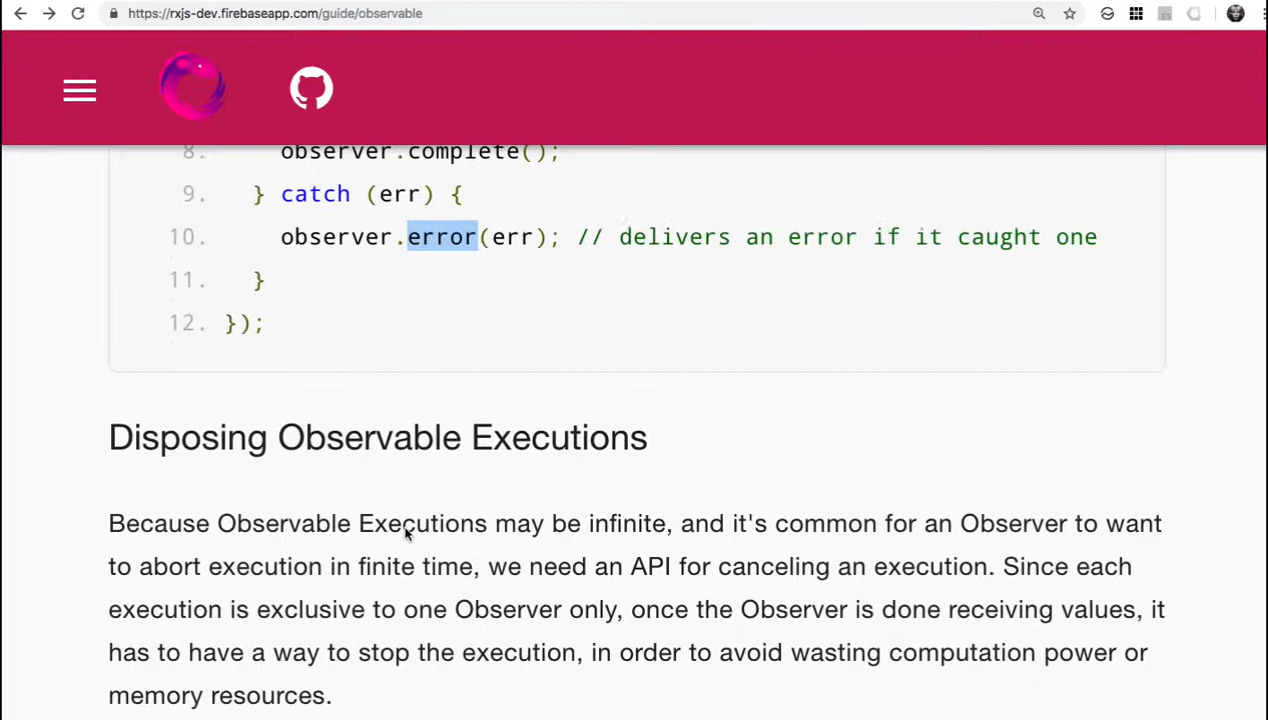 https://rxjs-dev.firebaseapp.com/guide/observable
8. observer.complete();
9. } catch (err) {
10. observer.error(err); // delivers an error if it caught one
11. }
12. });
Disposing Observable Executions
Because Observable Executions may be infinite, and it's common for an Observer to want
to abort execution in finite time, we need an API for canceling an execution. Since each
execution is exclusive to one Observer only, once the Observer is done receiving values, it
has to have a way to stop the execution, in order to avoid wasting computation power or
memory resources.